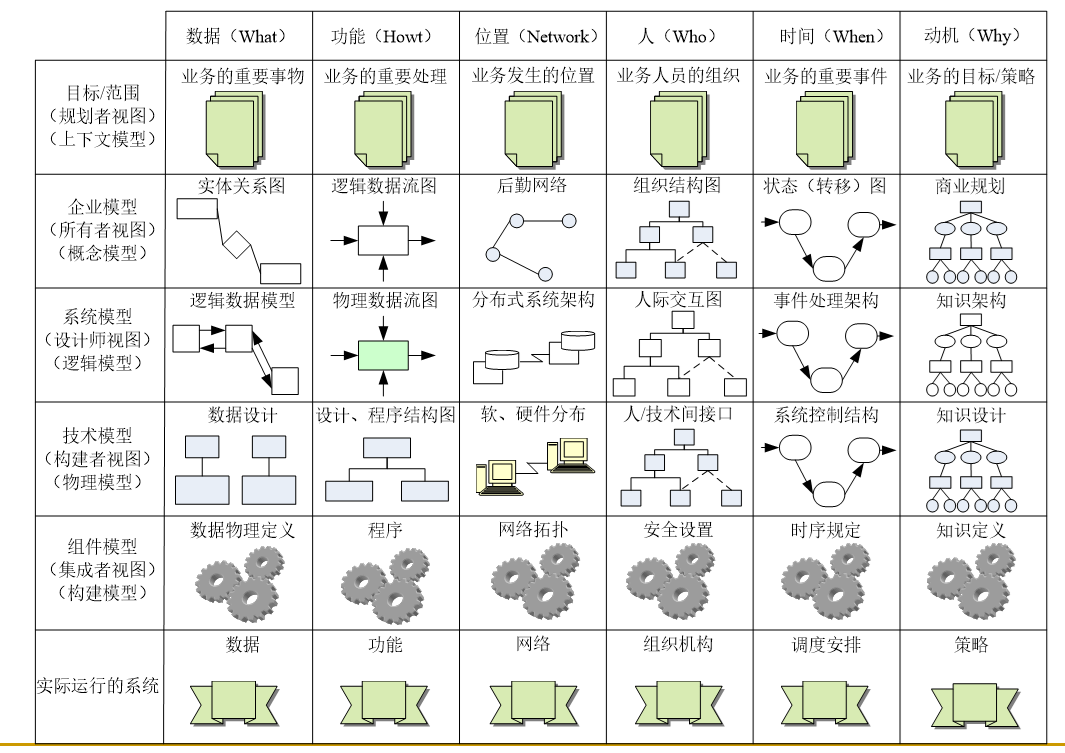 数据（What）
功能（Howt）
位置（Network）
人（Who）
时间（When）
动机（Why）
目标/范围
（规划者视图）
（上下文模型）
业务的重要事物
业务的重要处理
业务发生的位置
业务人员的组织
业务的重要事件
业务的目标/策略
企业模型
（所有者视图）
（概念模型）
实体关系图
逻辑数据流图
后勤网络
组织结构图
状态（转移）图
商业规划
系统模型
（设计师视图）
（逻辑模型）
逻辑数据模型
物理数据流图
分布式系统架构
人际交互图
事件处理架构
知识架构
技术模型
（构建者视图）
（物理模型）
数据设计
设计、程序结构图
软、硬件分布
人/技术间接口
系统控制结构
知识设计
组件模型
（集成者视图）
（构建模型）
数据物理定义
程序
网络拓扑
安全设置
时序规定
知识定义
实际运行的系统
数据
功能
网络
组织机构
调度安排
策略